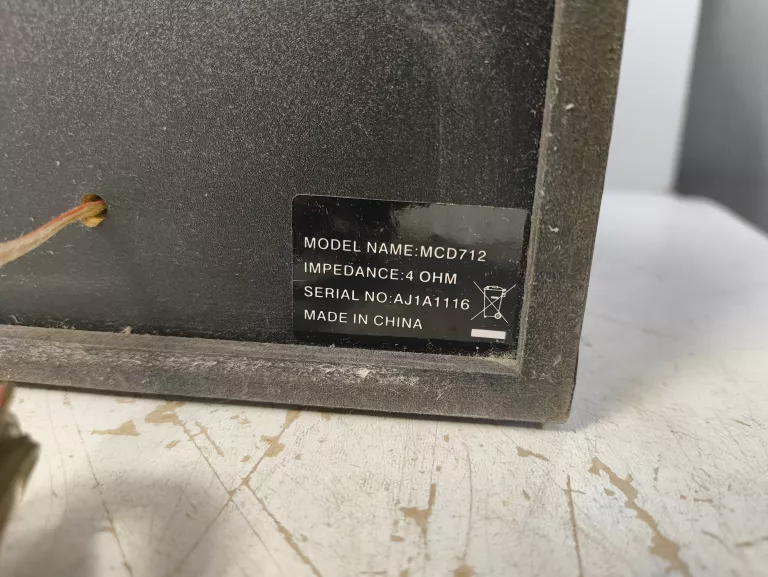 MODEL NAME:MCD712
IMPEDANCE:4 OHM
SERIAL NO:AJ1A1116
MADE IN CHINA